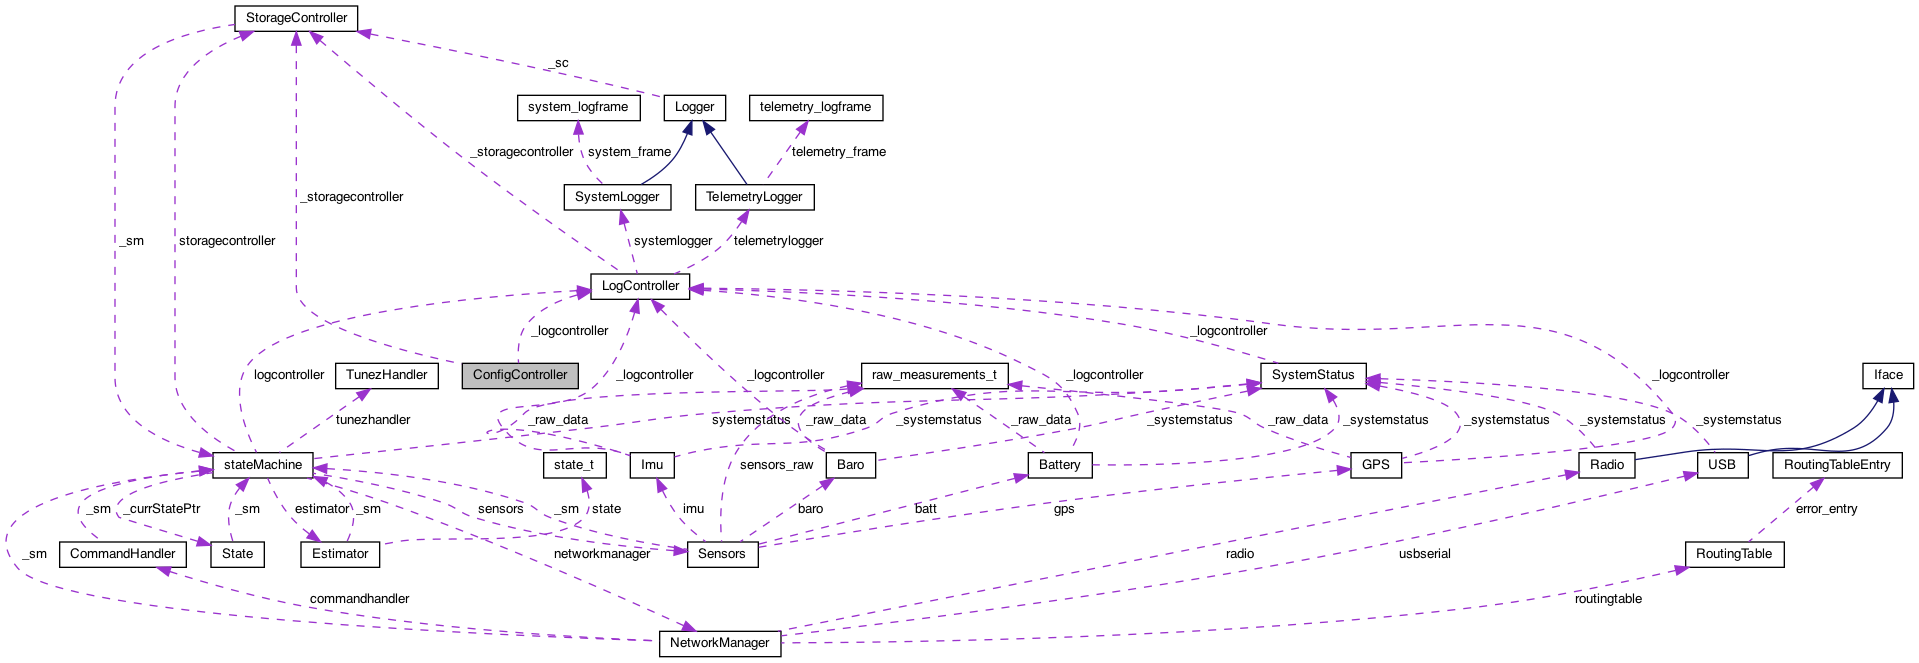 StorageController
_sc
system_logframe
Logger
telemetry_logframe
_storagecontroller
system_frame
telemetry_frame
_storagecontroller
SystemLogger
TelemetryLogger
_sm
storagecontroller
systemlogger
telemetrylogger
LogController
_logcontroller
_logcontroller
logcontroller
TunezHandler
ConfigController
_logcontroller
_logcontroller
raw_measurements_t
_logcontroller
SystemStatus
_logcontroller
Iface
tunezhandler
_raw_data
systemstatus
_raw_data
_systemstatus
_raw_data
_systemstatus
_raw_data
_systemstatus
_systemstatus
_systemstatus
_systemstatus
stateMachine
state_t
Imu
sensors_raw
Baro
Battery
GPS
Radio
USB
RoutingTableEntry
_sm
_currStatePtr
_sm
estimator
_sm
sensors
_sm
state
imu
baro
batt
gps
error_entry
_sm
CommandHandler
State
Estimator
networkmanager
Sensors
radio
usbserial
RoutingTable
commandhandler
routingtable
NetworkManager